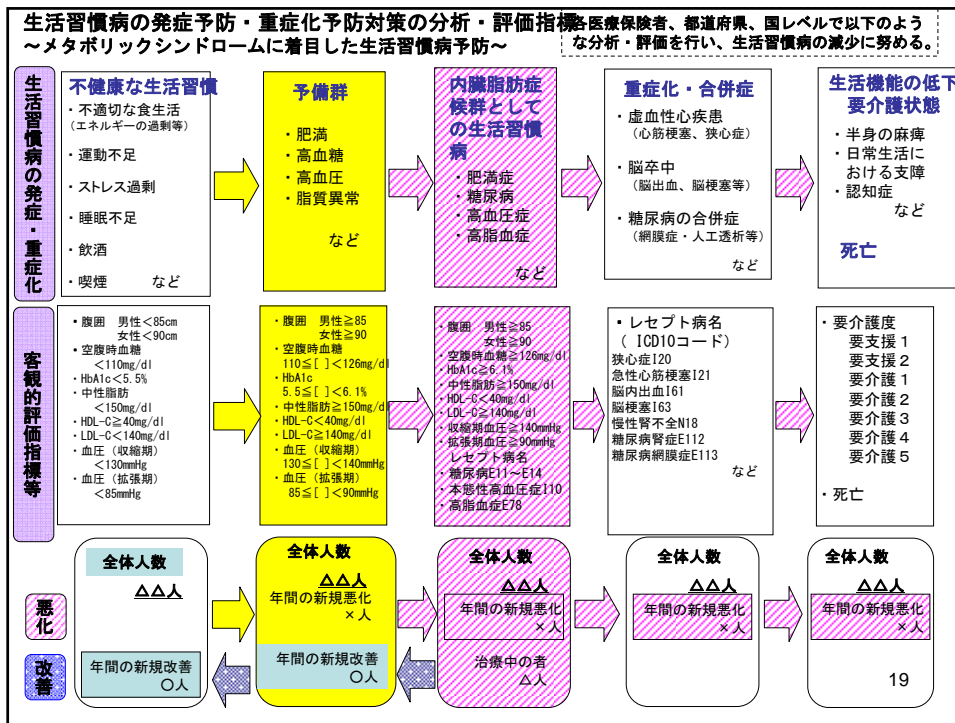 生活習慣病の発症予防・重症化予防対策の分析・評価指標
~メタボリックシンドロームに着目した生活習慣病予防~
各医療保険者、都道府県、国レベルで以下のよう
な分析・評価を行い、生活習慣病の減少に努める。
生活習慣病の発症・重症化
不健康な生活習慣
・不適切な食生活
(エネルギーの過剰等)
・運動不足
・ストレス過剰
・睡眠不足
・飲酒
・喫煙 など
予備群
・肥満
・高血糖
・高血圧
・脂質異常
など
内臓脂肪症
候群として
の生活習慣
病
・肥満症
・糖尿病
・高血圧症
・高脂血症
など
重症化・合併症
・虚血性心疾患
(心筋梗塞、狭心症)
・脳卒中
(脳出血、脳梗塞等)
・糖尿病の合併症
(網膜症・人工透析等)
など
生活機能の低下
要介護状態
・半身の麻痺
・日常生活に
おける支障
・認知症
など
死亡
客観的評価指標等
・腹囲 男性<85cm
女性<90cm
・空腹時血糖
<110mg/dl
・HbA1c<5.5%
・中性脂肪
<150mg/dl
・HDL-C≧40mg/dl
・LDL-C<140mg/dl
・血圧(収縮期)
<130mmHg
・血圧(拡張期)
<85mmHg
・腹囲 男性≧85
女性≧90
・空腹時血糖
110≦[ ]<126mg/dl
・HbA1c
5.5≦[ ]<6.1%
・中性脂肪≧150mg/dl
・HDL-C<40mg/dl
・LDL-C≧140mg/dl
・血圧(収縮期)
130≦[ ]<140mmHg
・血圧(拡張期)
85≦[ ]<90mmHg
・腹囲 男性≧85
女性≧90
・空腹時血糖≧126mg/dl
・HbA1c≧6.1%
・中性脂肪≧150mg/dl
・HDL-C<40mg/dl
・LDL-C≧140mg/dl
・収縮期血圧≧140mmHg
・拡張期血圧≧90mmHg
レセプト病名
・糖尿病E11~E14
・本態性高血圧症I10
・高脂血症E78
・レセプト病名
( ICD10コード)
狭心症I20
急性心筋梗塞I21
脳内出血I61
脳梗塞I63
慢性腎不全N18
糖尿病腎症E112
糖尿病網膜症E113
など
・要介護度
要支援1
要支援2
要介護1
要介護2
要介護3
要介護4
要介護5
・死亡
悪化
改善
全体人数
△△人
年間の新規改善
○人
全体人数
△△人
年間の新規悪化
×人
年間の新規改善
○人
全体人数
△△人
年間の新規悪化
×人
治療中の者
△人
全体人数
△△人
年間の新規悪化
×人
全体人数
△△人
年間の新規悪化
×人
19